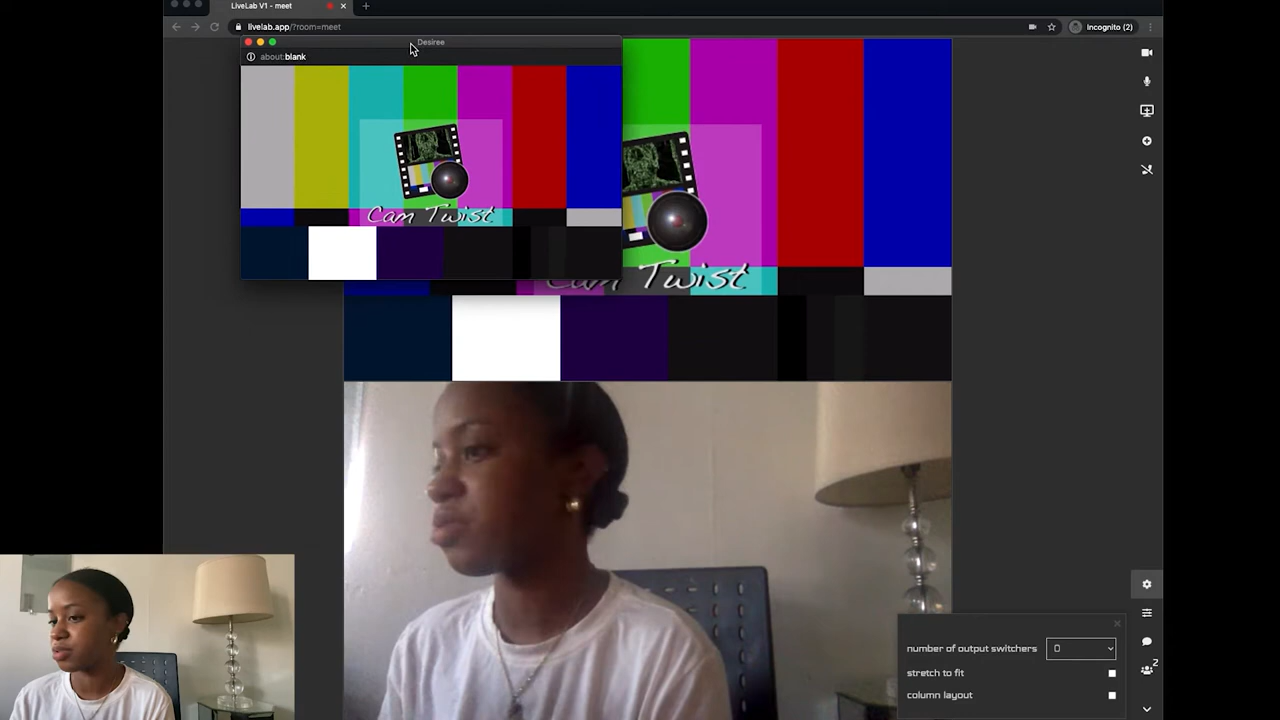 LiveLab V1 - meet
livelab.app/?room=meet
Incognito (2)
Desiree
about:blank
Cam Twist
Cam Twist
number of output switchers
0
stretch to fit
column layout
2